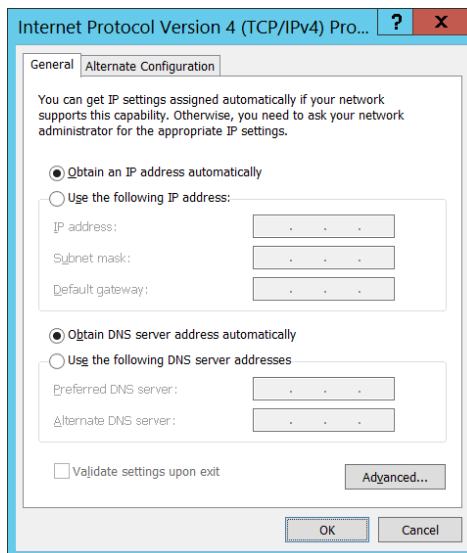 Internet Protocol Version 4 (TCP/IPv4) Pro... ? x
General Alternate Configuration
You can get IP settings assigned automatically if your network
supports this capability. Otherwise, you need to ask your network
administrator for the appropriate IP settings.
Obtain an IP address automatically
Use the following IP address:
IP address: . . .
Subnet mask: . . .
Default gateway: . . .
Obtain DNS server address automatically
Use the following DNS server addresses
Preferred DNS server: . . .
Alternate DNS server: . . .
Validate settings upon exit
Advanced...
OK Cancel